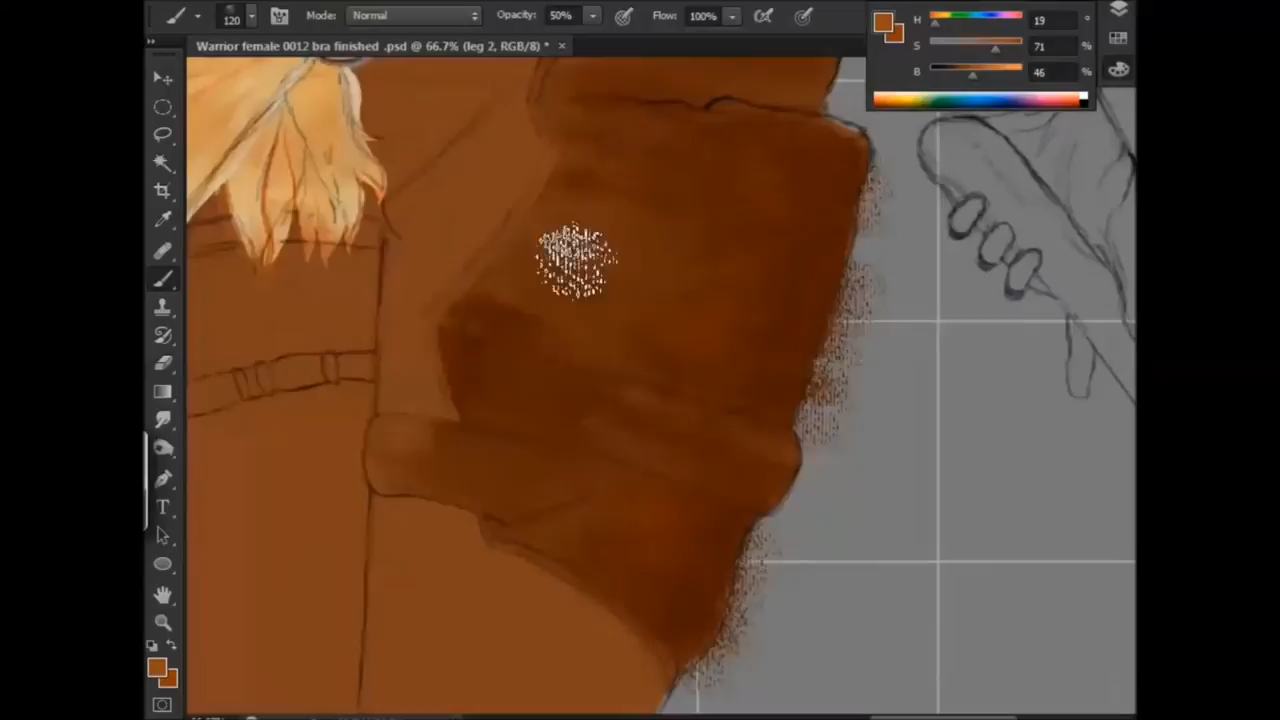 120 Mode: Normal Opacity: 50% Flow: 100%
Warrior female 0012 bra finished .psd @ 66.7% (leg 2, RGB/8) * ×
H 19 °
S 71 %
B 46 %
T